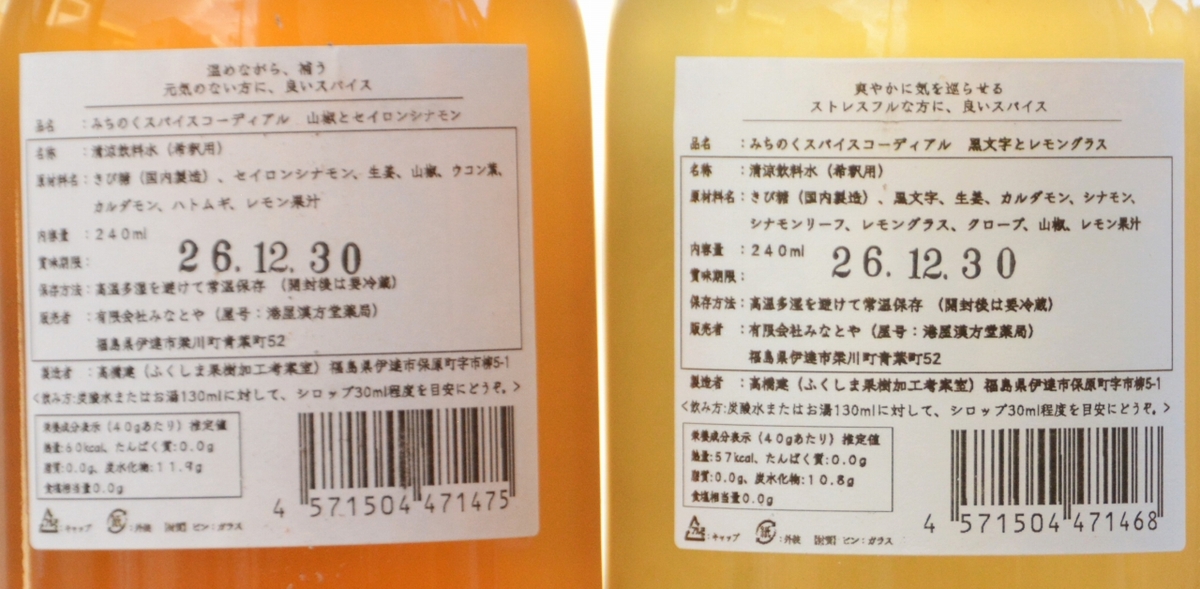 温めながら、補う
元気のない方に、良いスパイス
品名 ：みちのくスパイスコーディアル 山椒とセイロンシナモン
名称 ：清涼飲料水（希釈用）
原材料名：きび糖（国内製造）、セイロンシナモン、生姜、山椒、ウコン葉、
カルダモン、ハトムギ、レモン果汁
内容量 ：240ml
賞味期限： 26.12.30
保存方法：高温多湿を避けて常温保存 （開封後は要冷蔵）
販売者 ：有限会社みなとや（屋号：港屋漢方堂薬局）
福島県伊達市梁川町青葉町52
製造者 ：高橋建（ふくしま果樹加工考案室）福島県伊達市保原町字市柳5-1
<飲み方:炭酸水またはお湯130mlに対して、シロップ30ml程度を目安にどうぞ。>
栄養成分表示（40gあたり）推定値
熱量:60kcal、たんぱく質:0.0g
脂質:0.0g、炭水化物:11.9g
食塩相当量0.0g
4 571504 471475
アルミ：キャップ 紙：外装 [材質] ビン：ガラス
爽やかに気を巡らせる
ストレスフルな方に、良いスパイス
品名 ：みちのくスパイスコーディアル 黒文字とレモングラス
名称 ：清涼飲料水（希釈用）
原材料名：きび糖（国内製造）、黒文字、生姜、カルダモン、シナモン、
シナモンリーフ、レモングラス、クローブ、山椒、レモン果汁
内容量 ：240ml
賞味期限： 26.12.30
保存方法：高温多湿を避けて常温保存 （開封後は要冷蔵）
販売者 ：有限会社みなとや（屋号：港屋漢方堂薬局）
福島県伊達市梁川町青葉町52
製造者 ：高橋建（ふくしま果樹加工考案室）福島県伊達市保原町字市柳5-1
<飲み方:炭酸水またはお湯130mlに対して、シロップ30ml程度を目安にどうぞ。>
栄養成分表示（40gあたり）推定値
熱量:57kcal、たんぱく質:0.0g
脂質:0.0g、炭水化物:10.8g
食塩相当量0.0g
4 571504 471468
アルミ：キャップ 紙：外装 [材質] ビン：ガラス